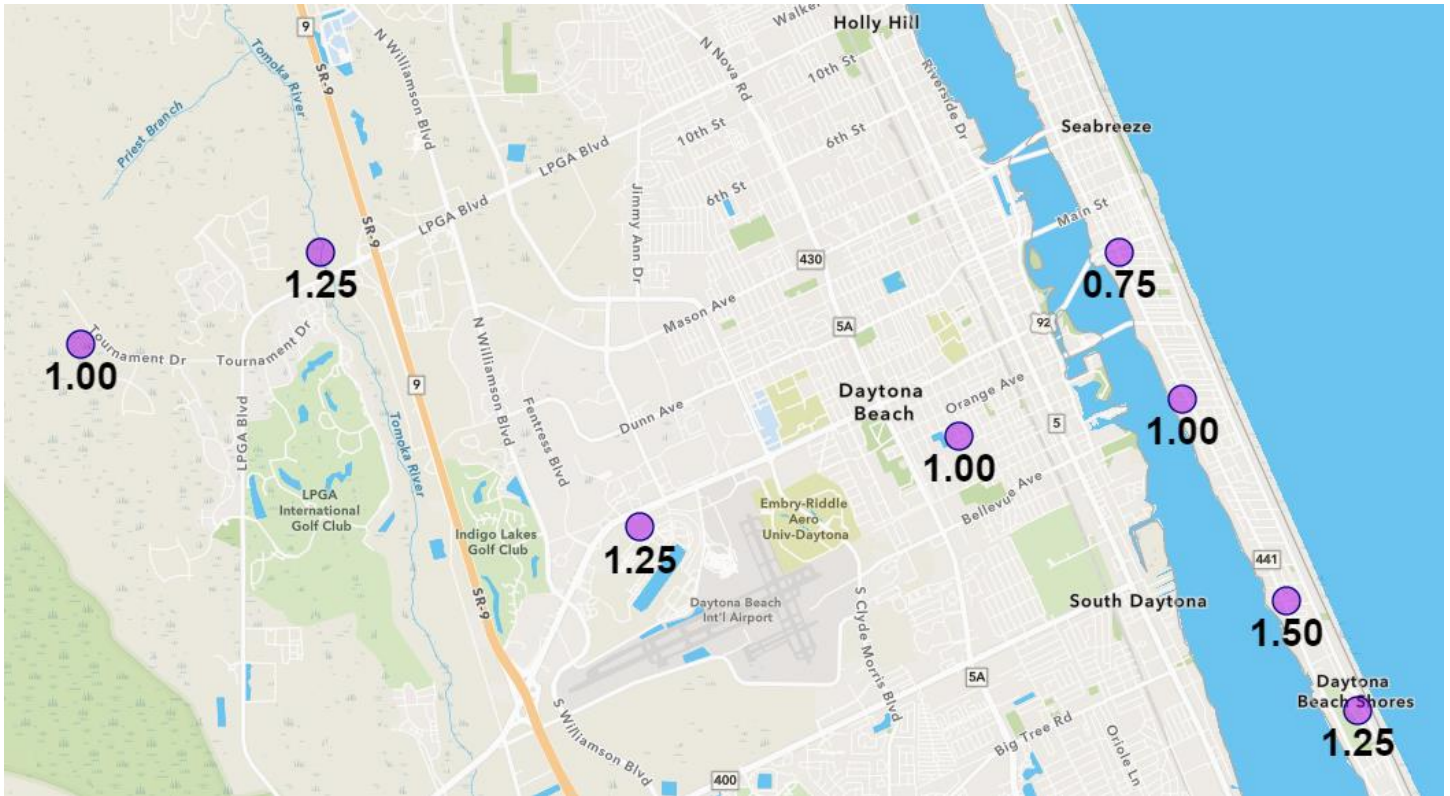 Holly Hill
Walker
9
N Williamson Blvd
N Nova Rd
10th St
Tomoka River
SR-9
Riverside Dr
Priest Branch
10th St
6th St
Seabreeze
LPGA Blvd
6th St
Jimmy Ann Dr
LPGA Blvd
SR-9
Main St
430
1.25
0.75
Mason Ave
5A
92
Tournament Dr
Tournament Dr
1.00
N Williamson Blvd
9
Daytona
Beach
Orange Ave
Fentress Blvd
Dunn Ave
5
1.00
LPGA Blvd
Tomoka River
1.00
LPGA
International
Golf Club
Embry-Riddle
Aero
Univ-Daytona
Bellevue Ave
Indigo Lakes
Golf Club
1.25
441
SR-9
Daytona Beach
Int'l Airport
S Clyde Morris Blvd
South Daytona
1.50
5A
Daytona
Beach Shores
S Williamson Blvd
Big Tree Rd
Oriole Ln
1.25
400